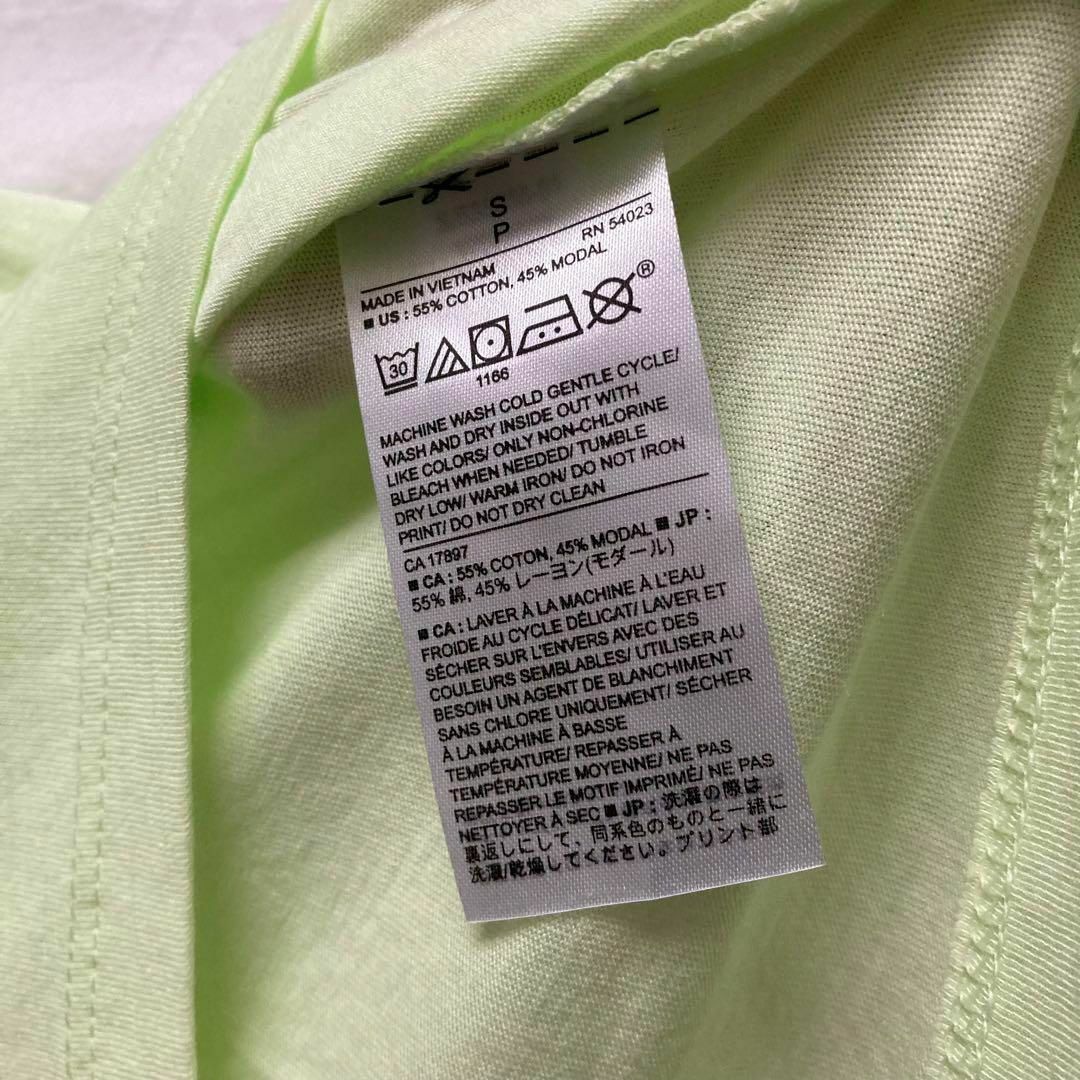 S
P
RN 54023
MADE IN VIETNAM
■ US : 55% COTTON, 45% MODAL
30
®
1166
MACHINE WASH COLD GENTLE CYCLE/
WASH AND DRY INSIDE OUT WITH
LIKE COLORS/ ONLY NON-CHLORINE
BLEACH WHEN NEEDED/ TUMBLE
DRY LOW/ WARM IRON/ DO NOT IRON
PRINT/ DO NOT DRY CLEAN
CA 17897
■ CA : 55% COTON, 45% MODAL ■ JP :
55% 綿, 45% レーヨン(モダール)
■ CA : LAVER À LA MACHINE À L'EAU
FROIDE AU CYCLE DÉLICAT/ LAVER ET
SÉCHER SUR L'ENVERS AVEC DES
COULEURS SEMBLABLES/ UTILISER AU
BESOIN UN AGENT DE BLANCHIMENT
SANS CHLORE UNIQUEMENT/ SÉCHER
À LA MACHINE À BASSE
TEMPÉRATURE/ REPASSER À
TEMPÉRATURE MOYENNE/ NE PAS
REPASSER LE MOTIF IMPRIMÉ/ NE PAS
NETTOYER À SEC ■ JP : 洗濯の際は
裏返しにして、同系色のものと一緒に
洗濯/乾燥してください。プリント部